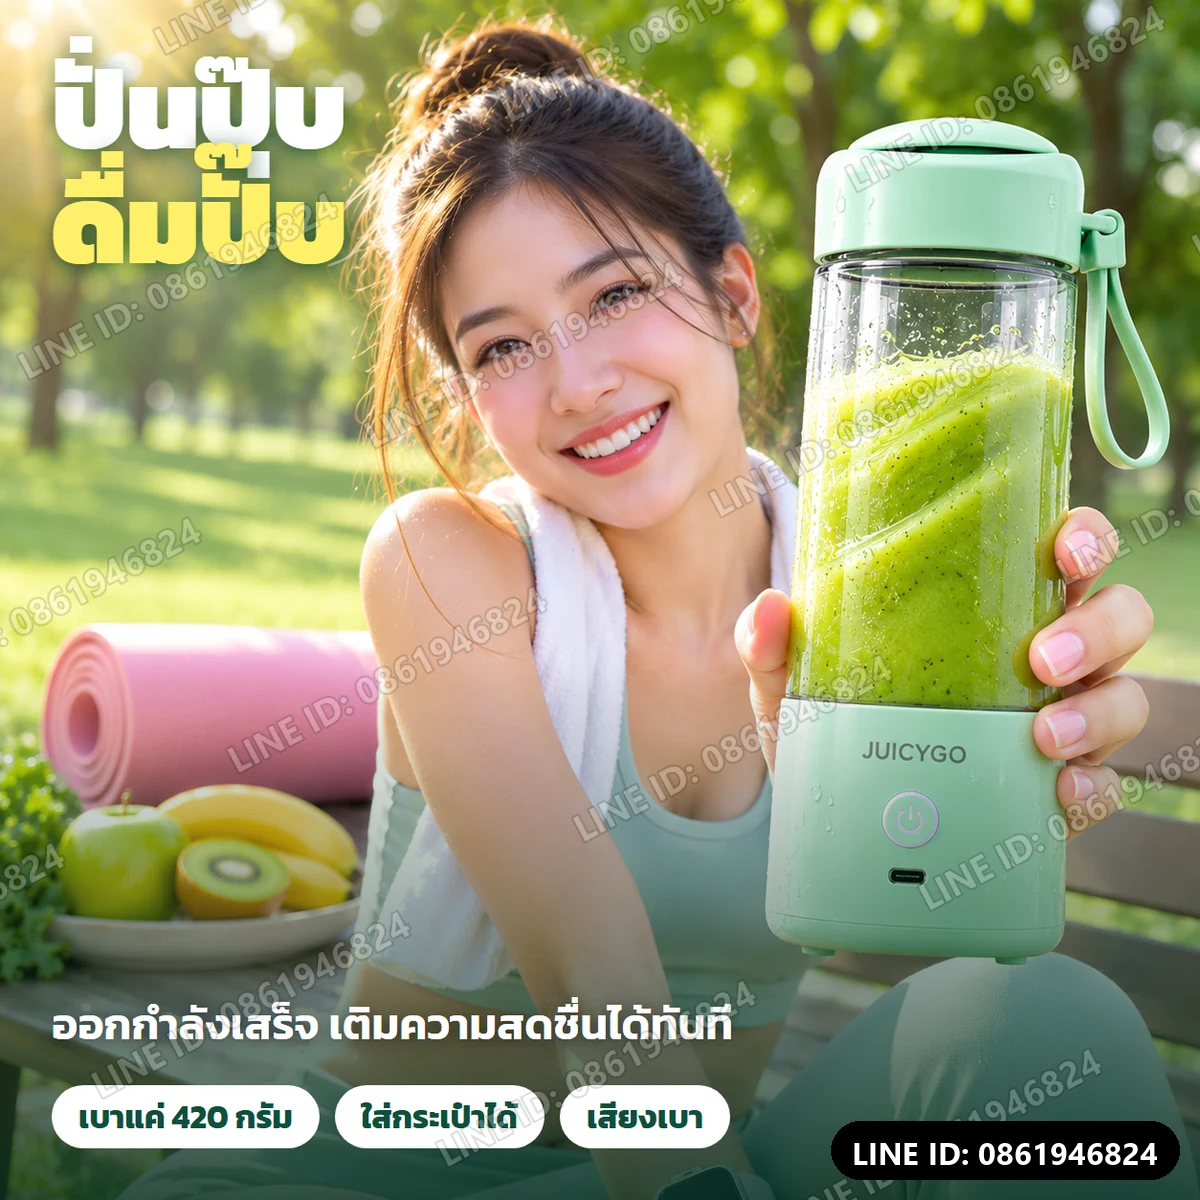 ปั่นปุ๊บ
ดื่มปั๊บ
JUICYGO
ออกกำลังเสร็จ เติมความสดชื่นได้ทันที
เบาแค่ 420 กรัม
ใส่กระเป๋าได้
เสียงเบา
LINE ID: 0861946824